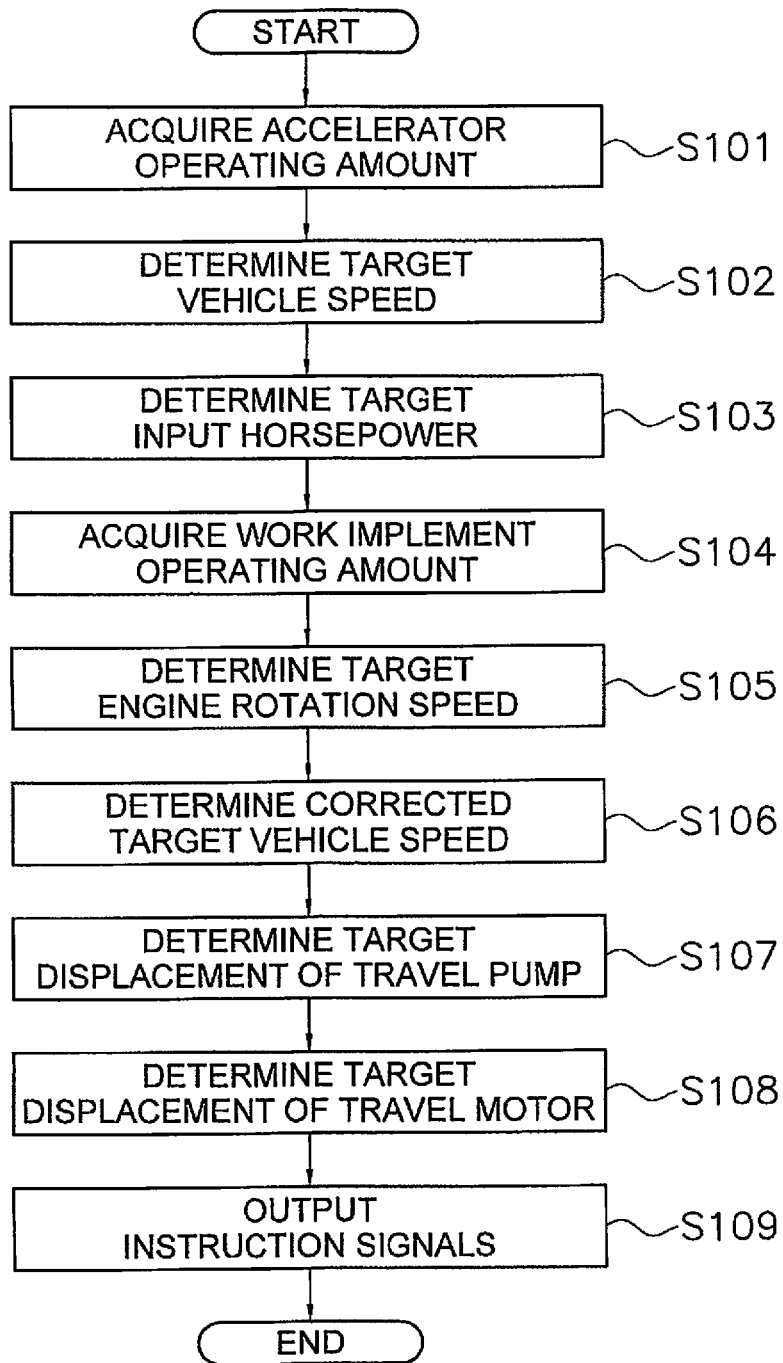 START
ACQUIRE ACCELERATOR
OPERATING AMOUNT
S101
DETERMINE TARGET
VEHICLE SPEED
S102
DETERMINE TARGET
INPUT HORSEPOWER
S103
ACQUIRE WORK IMPLEMENT
OPERATING AMOUNT
S104
DETERMINE TARGET
ENGINE ROTATION SPEED
S105
DETERMINE CORRECTED
TARGET VEHICLE SPEED
S106
DETERMINE TARGET
DISPLACEMENT OF TRAVEL PUMP
S107
DETERMINE TARGET
DISPLACEMENT OF TRAVEL MOTOR
S108
OUTPUT
INSTRUCTION SIGNALS
S109
END